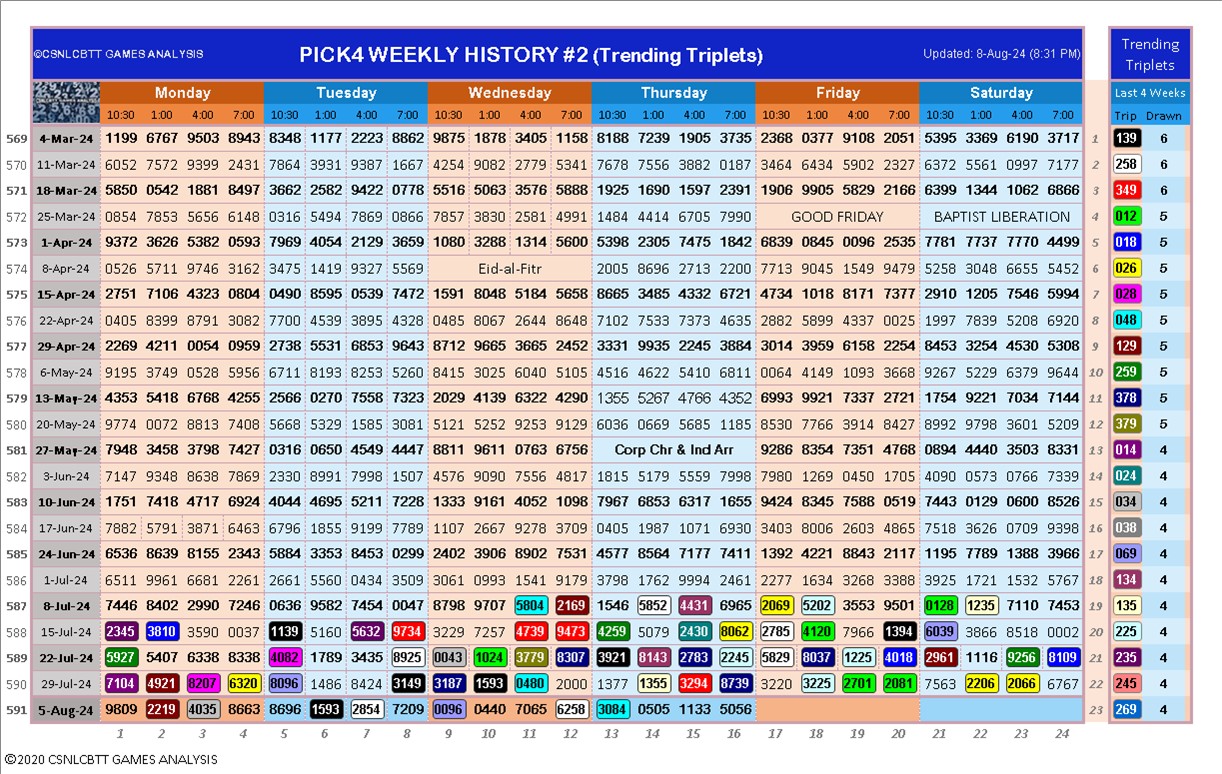 ©CSNLCBTT GAMES ANALYSIS PICK4 WEEKLY HISTORY #2 (Trending Triplets) Updated: 8-Aug-24 (8:31 PM) Trending Triplets
Monday Tuesday Wednesday Thursday Friday Saturday Last 4 Weeks
10:30 1:00 4:00 7:00 10:30 1:00 4:00 7:00 10:30 1:00 4:00 7:00 10:30 1:00 4:00 7:00 10:30 1:00 4:00 7:00 10:30 1:00 4:00 7:00 Trip Drawn
569 4-Mar-24 1199 6767 9503 8943 8348 1177 2223 8862 9875 1878 3405 1158 8188 7239 1905 3735 2368 0377 9108 2051 5395 3369 6190 3717 1 139 6
570 11-Mar-24 6052 7572 9399 2431 7864 3931 9387 1667 4254 9082 2779 5341 7678 7556 3881 0187 3464 6434 5902 2327 6372 5561 0997 7177 2 258 6
571 18-Mar-24 5850 0542 1881 8497 3662 2582 9422 0778 5516 5063 3576 5888 1925 1690 1597 2391 1906 9905 5829 2166 6399 1344 1062 6866 3 349 6
572 25-Mar-24 0854 7853 5656 6148 0316 5494 7869 0866 7857 3830 2581 4991 1484 4414 6705 7990 GOOD FRIDAY BAPTIST LIBERATION 4 012 5
573 1-Apr-24 9372 3626 5382 0593 7969 4054 2129 3659 1080 3288 1314 5600 5398 2305 7475 1842 6839 0845 0096 2535 7781 7737 7770 4499 5 018 5
574 8-Apr-24 0526 5711 9746 3162 3475 1419 9327 5569 Eid-al-Fitr 2005 8696 2713 2200 7713 9045 1549 9479 5258 3048 6655 5452 6 026 5
575 15-Apr-24 2751 7106 4323 0804 0490 8595 0539 7472 1591 8048 5184 5658 8665 3485 4332 6721 4734 1018 8171 7377 2910 1205 7546 5994 7 028 5
576 22-Apr-24 0405 8399 8791 3082 7700 4539 3895 4328 0485 8067 2644 8648 7102 7533 7373 4635 2882 5899 4337 0025 1997 7839 5208 6920 8 048 5
577 29-Apr-24 2269 4211 0054 0959 2738 5531 6853 9643 8712 9665 3665 2452 3331 9935 2245 3884 3014 3959 6158 2254 8453 3254 4530 5308 9 129 5
578 6-May-24 9195 3749 0528 5956 6711 8193 8253 5260 8415 3025 6040 5105 4516 4622 5410 6811 0064 4149 1093 3668 9267 5229 6379 9644 10 259 5
579 13-May-24 4353 5418 6768 4255 2566 0270 7558 7323 2029 4139 6322 4290 1355 5267 4766 4352 6993 9921 7337 2721 1754 9221 7034 7144 11 378 5
580 20-May-24 9774 0072 8813 7408 5668 5329 1585 3081 5121 5252 9253 9129 6036 0669 5685 1185 8530 7766 3914 8427 8992 9798 3601 5209 12 379 5
581 27-May-24 7948 3458 3798 7427 0316 0650 4549 4447 8811 9611 0763 6756 Corp Chr & Ind Arr 9286 8354 7351 4768 0894 4440 3503 8331 13 014 4
582 3-Jun-24 7147 9348 8638 7869 2330 8991 7998 1507 4576 9090 7556 4817 1815 5179 5559 7998 7980 1269 0450 1705 4090 0573 0766 7339 14 024 4
583 10-Jun-24 1751 7418 4717 6924 4044 4695 5211 7228 1333 9161 4052 1098 7967 6853 6317 1655 9424 8345 7588 0519 7443 0129 0600 8526 15 034 4
584 17-Jun-24 7882 5791 3871 6463 6796 1855 9199 7789 1107 2667 9278 3709 0405 1987 1071 6930 3403 8006 2603 4865 7518 3626 0709 9398 16 038 4
585 24-Jun-24 6536 8639 8155 2343 5884 3353 8453 0299 2402 3906 8902 7531 4577 8564 7177 7411 1392 4221 8843 2117 1195 7789 1388 3966 17 069 4
586 1-Jul-24 6511 9961 6681 2261 2661 5560 0434 3509 3061 0993 1541 9179 3798 1762 9994 2461 2277 1634 3268 3388 3925 1721 1532 5767 18 134 4
587 8-Jul-24 7446 8402 2990 7246 0636 9582 7454 0047 8798 9707 5804 2169 1546 5852 4431 6965 2069 5202 3553 9501 0128 1235 7110 7453 19 135 4
588 15-Jul-24 2345 3810 3590 0037 1139 5160 5632 9734 3229 7257 4739 9473 4259 5079 2430 8062 2785 4120 7966 1394 6039 3866 8518 0002 20 225 4
589 22-Jul-24 5927 5407 6338 3338 4082 1789 3435 8925 0043 1024 3779 8307 3921 8143 2783 2245 5829 8037 1225 4018 2961 1116 9256 8109 21 235 4
590 29-Jul-24 7104 4921 8207 4320 8096 1486 8424 3149 3187 1593 0480 2000 1377 1355 3294 8739 3220 3225 2701 2081 7563 2206 2066 6767 22 245 4
591 5-Aug-24 9809 2219 4035 8663 8696 1593 2854 7209 0096 0440 7065 6258 3084 0505 1133 5056 23 269 4
1 2 3 4 5 6 7 8 9 10 11 12 13 14 15 16 17 18 19 20 21 22 23 24
©2020 CSNLCBTT GAMES ANALYSIS